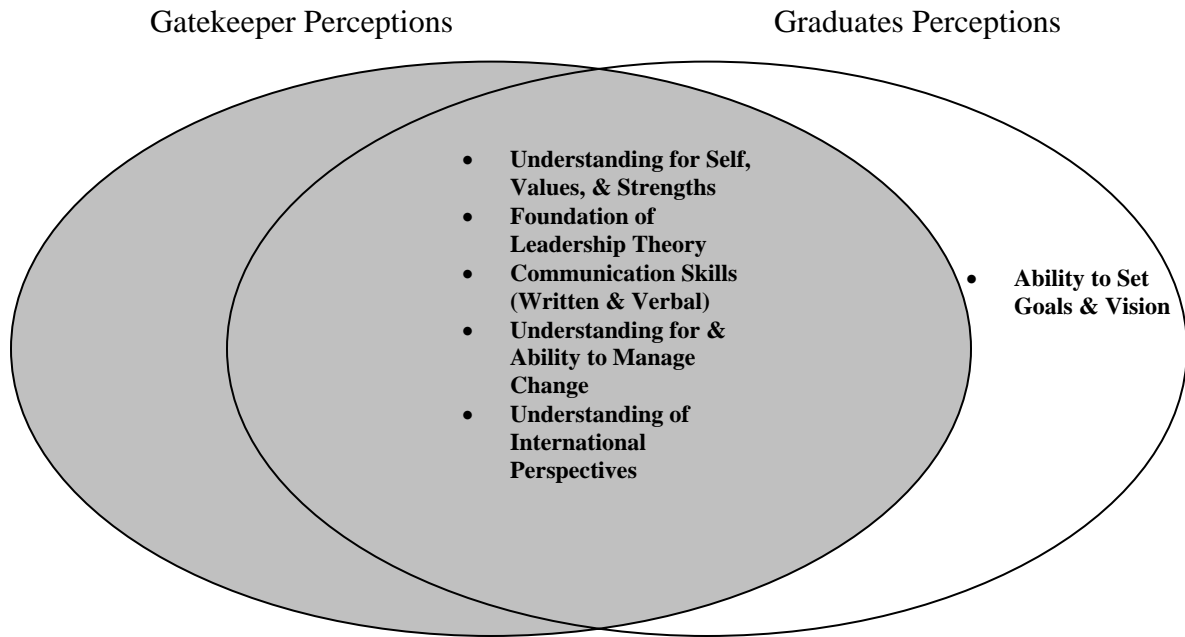 Gatekeeper Perceptions
Graduates Perceptions
• Understanding for Self,
Values, & Strengths
• Foundation of
Leadership Theory
• Communication Skills
(Written & Verbal)
• Understanding for &
Ability to Manage
Change
• Understanding of
International
Perspectives
• Ability to Set
Goals & Vision